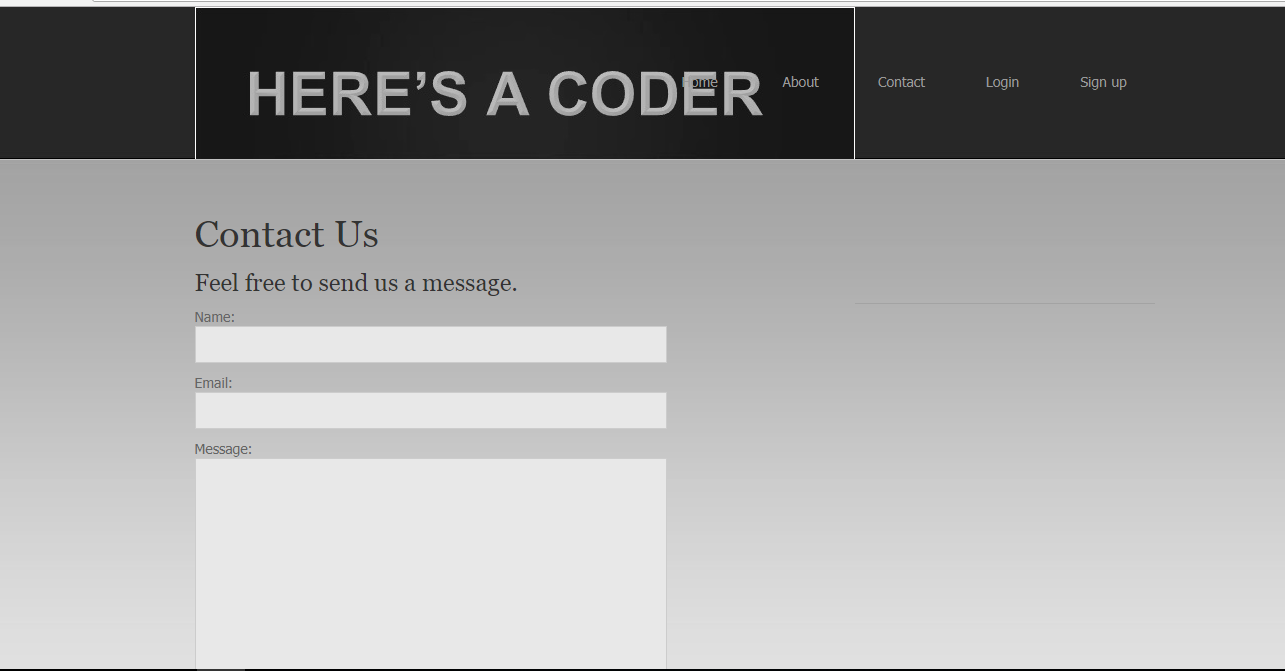 HERE’S A CODER
Home About Contact Login Sign up
Contact Us
Feel free to send us a message.
Name:
Email:
Message: